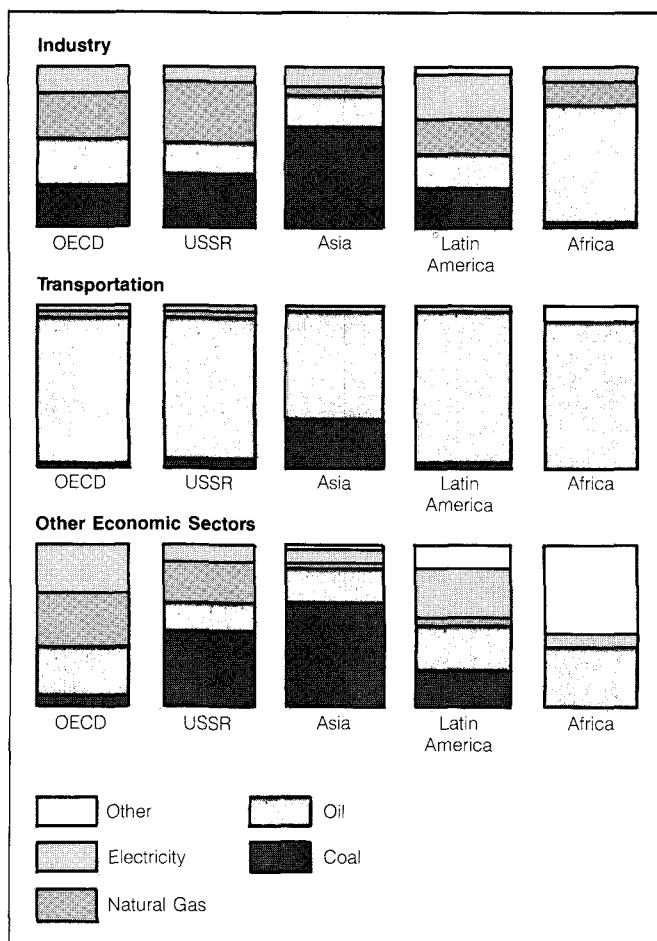 Industry
OECD USSR Asia Latin America Africa
Transportation
OECD USSR Asia Latin America Africa
Other Economic Sectors
OECD USSR Asia Latin America Africa
Other Oil
Electricity Coal
Natural Gas